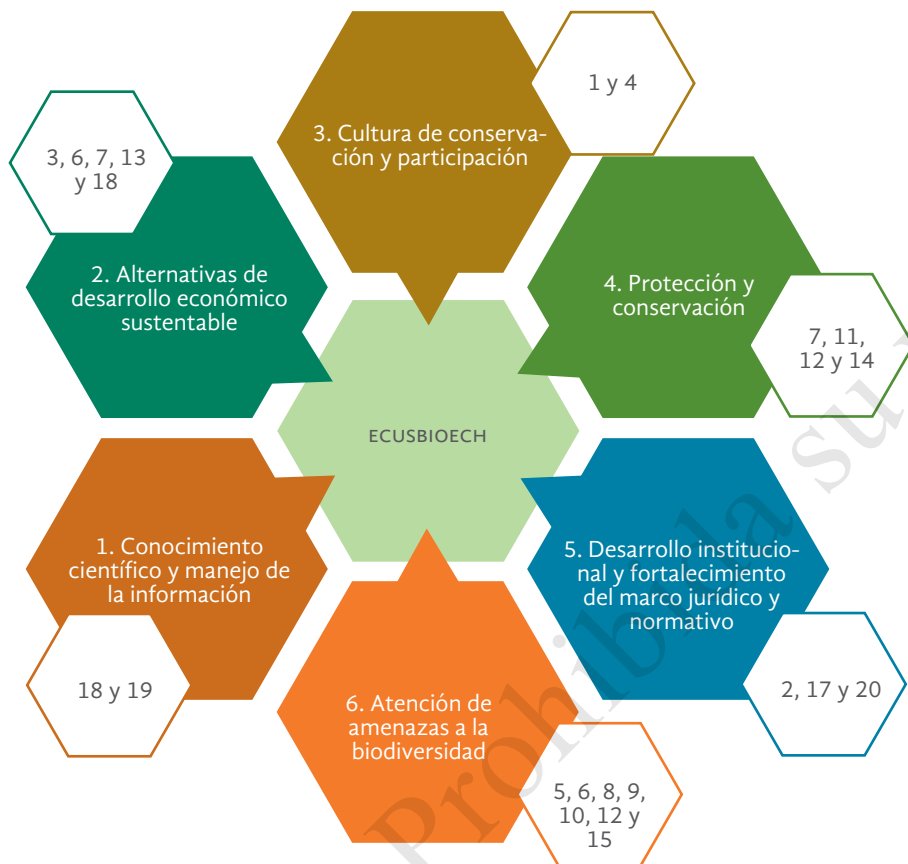 1 y 4
3. Cultura de conserva-
ción y participación
3, 6, 7, 13
y 18
2. Alternativas de
desarrollo económico
sustentable
4. Protección y
conservación
7, 11,
12 y 14
ECUSBIOECH
1. Conocimiento
científico y manejo de
la información
18 y 19
5. Desarrollo institucio-
nal y fortalecimiento
del marco jurídico y
normativo
2, 17 y 20
6. Atención de
amenazas a la
biodiversidad
5, 6, 8, 9,
10, 12 y
15
Prohibida su